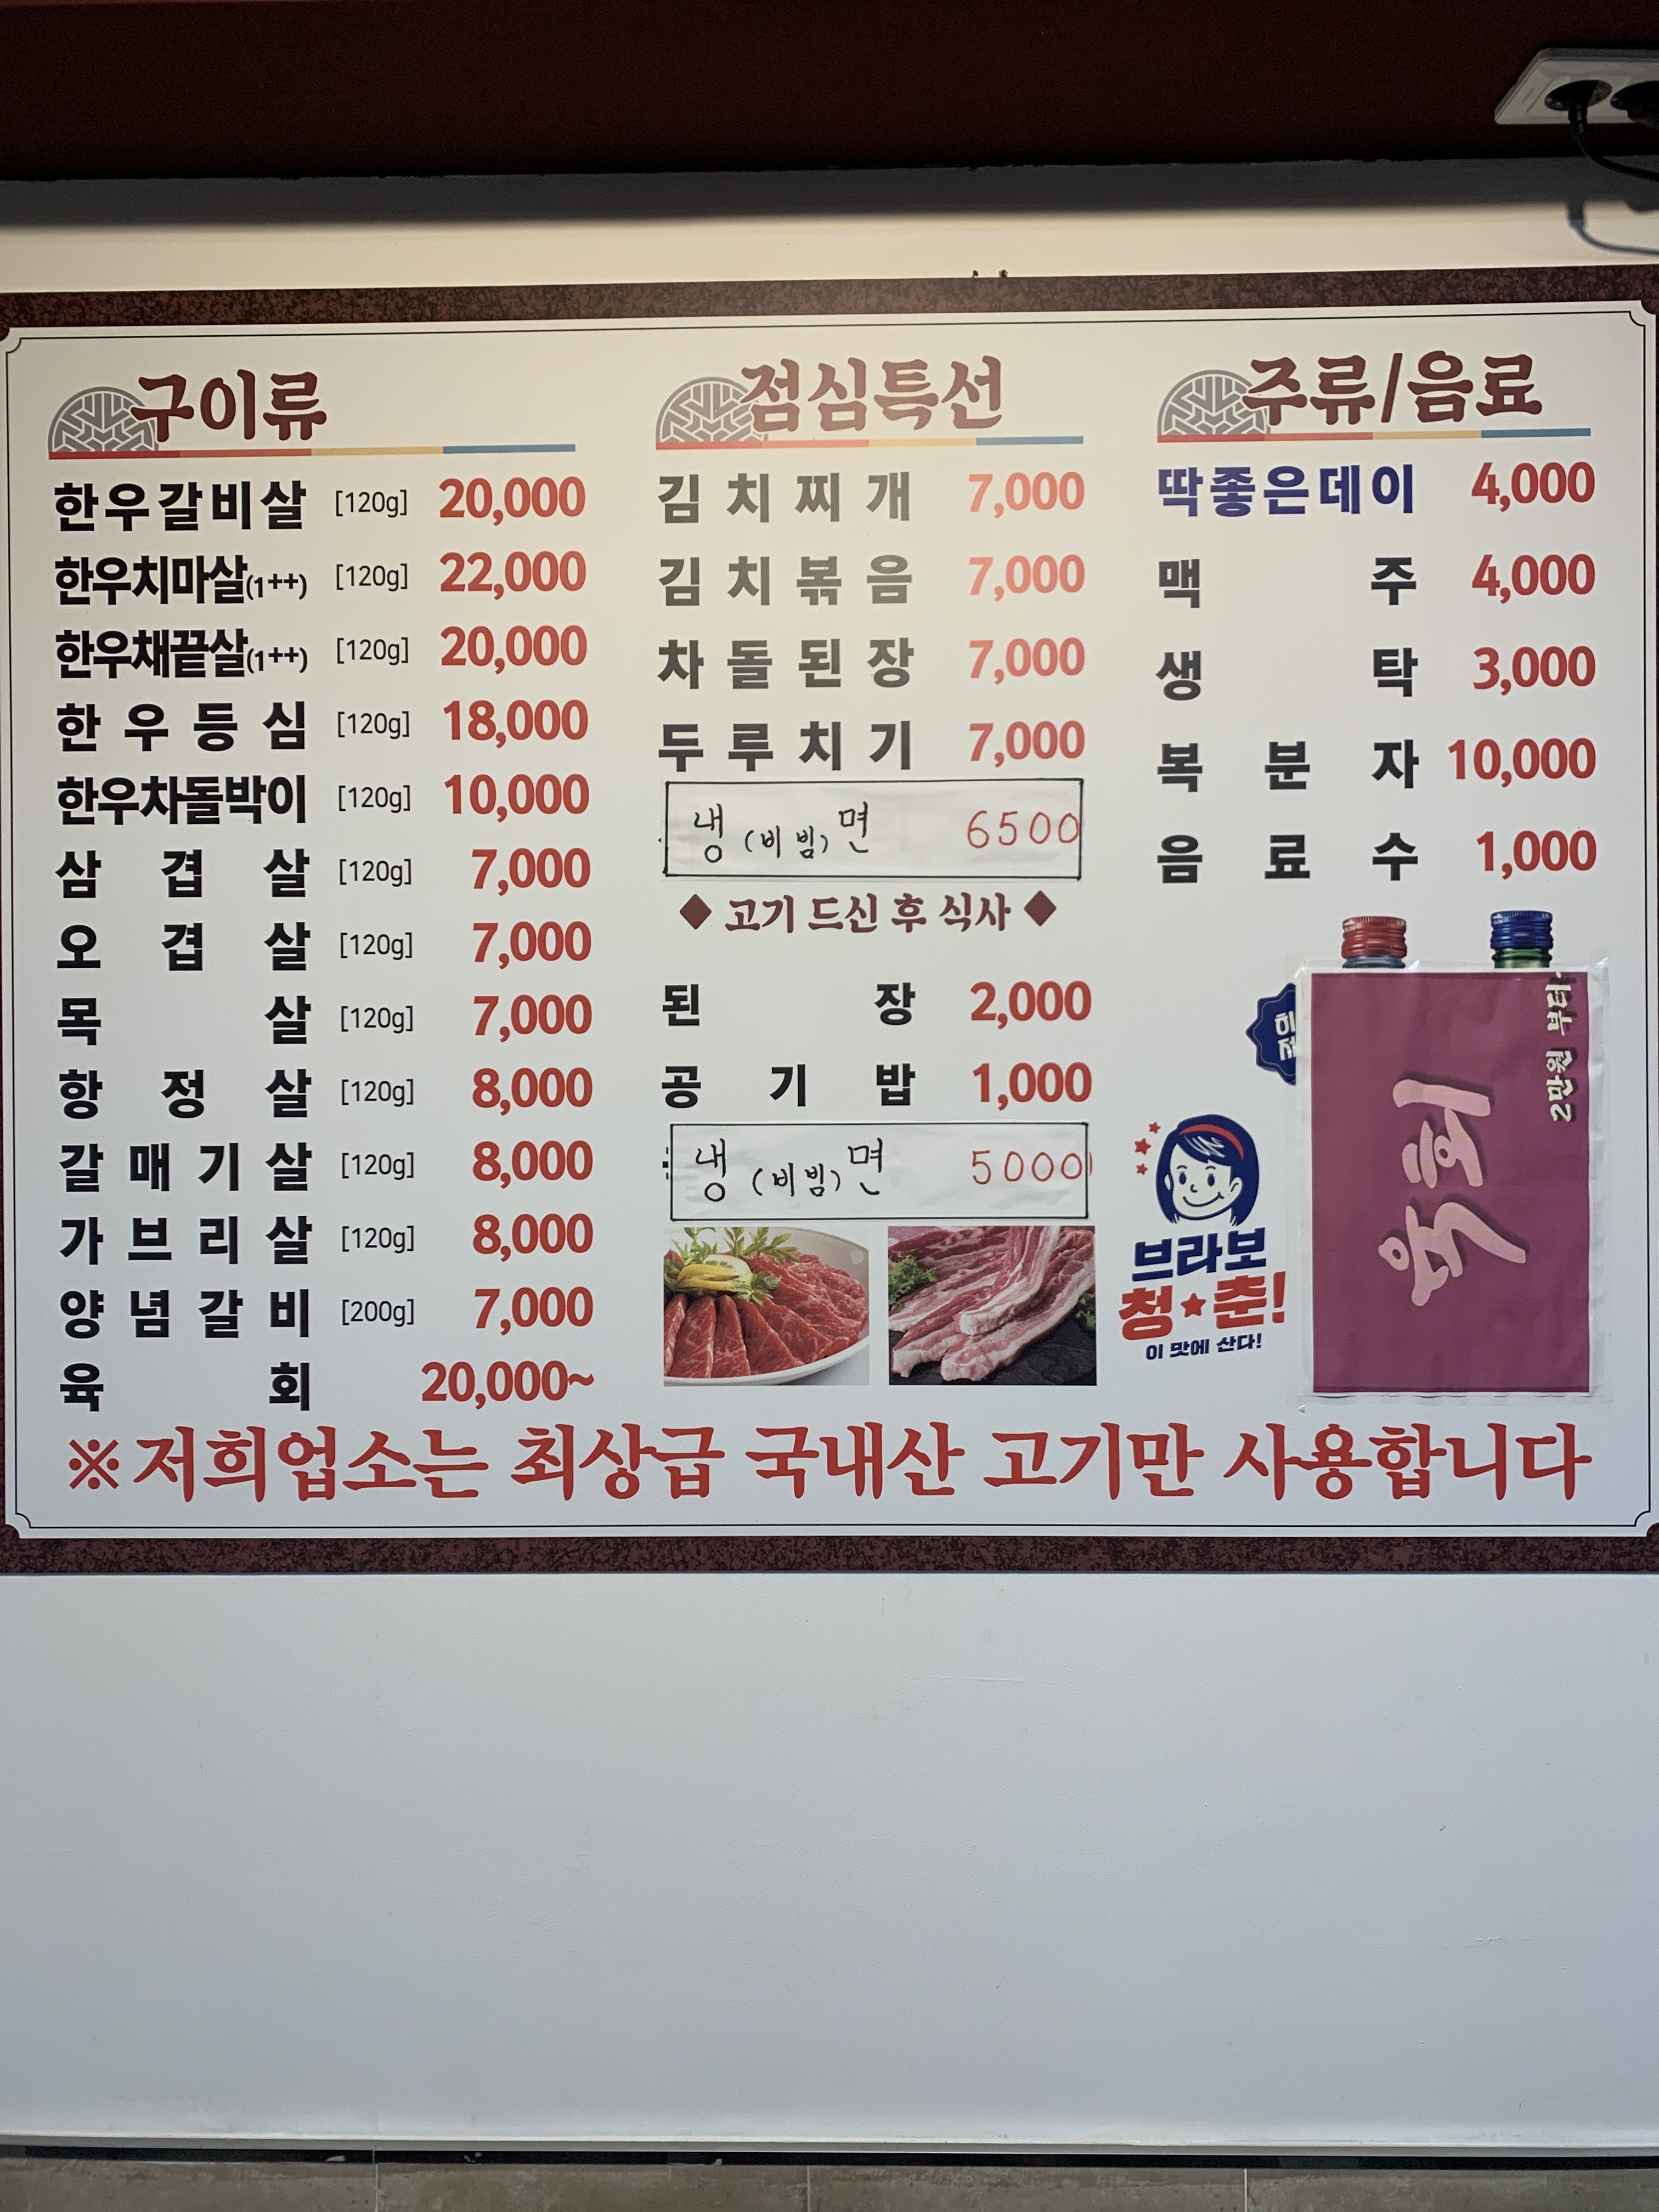 구이류
한우갈비살 [120g] 20,000
한우치마살(1++) [120g] 22,000
한우채끝살(1++) [120g] 20,000
한우등심 [120g] 18,000
한우차돌박이 [120g] 10,000
삼겹살 [120g] 7,000
오겹살 [120g] 7,000
목살 [120g] 7,000
항정살 [120g] 8,000
갈매기살 [120g] 8,000
가브리살 [120g] 8,000
양념갈비 [200g] 7,000
육회 20,000~
점심특선
김치찌개 7,000
김치볶음 7,000
차돌된장 7,000
두루치기 7,000
냉(비빔)면 6500
◆ 고기 드신 후 식사 ◆
된장 2,000
공기밥 1,000
냉(비빔)면 5000
주류/음료
딱좋은데이 4,000
맥주 4,000
생탁 3,000
복분자 10,000
음료수 1,000
브라보
청★춘!
이 맛에 산다!
육회
2만원 부터~
※저희업소는 최상급 국내산 고기만 사용합니다